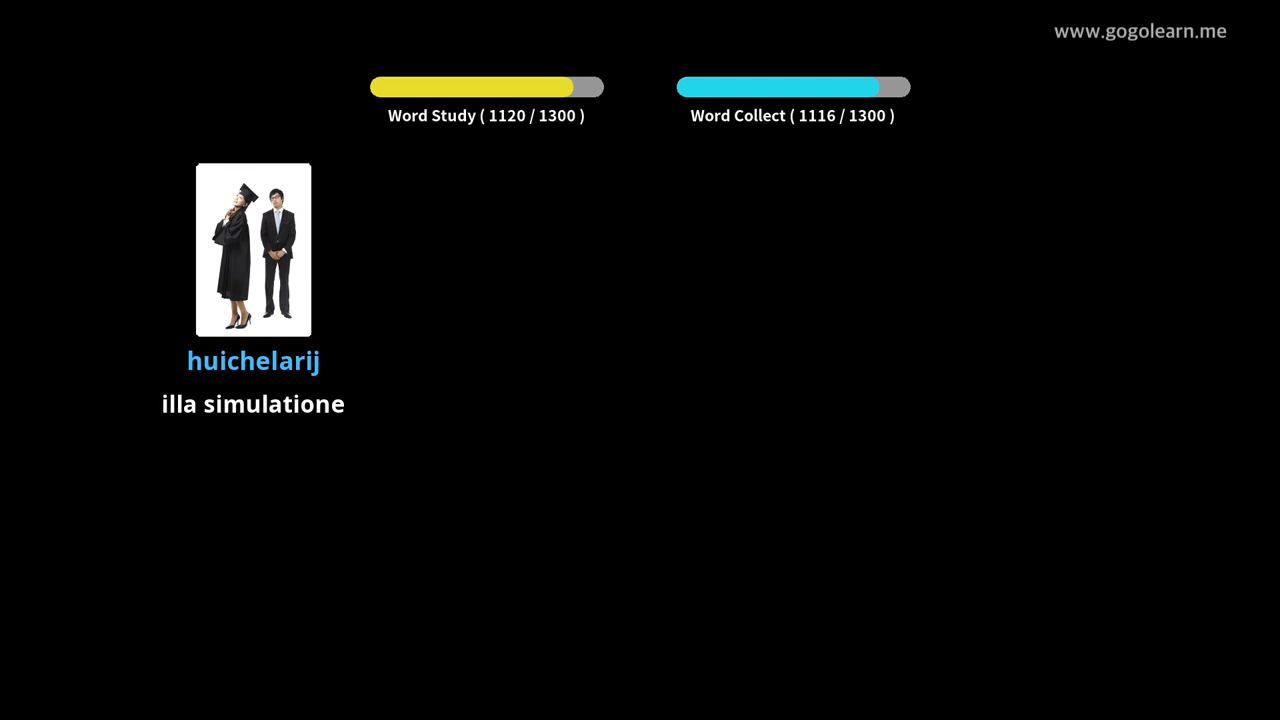 www.gogolearn.me
Word Study ( 1120 / 1300 )
Word Collect ( 1116 / 1300 )
huichelarij
illa simulatione